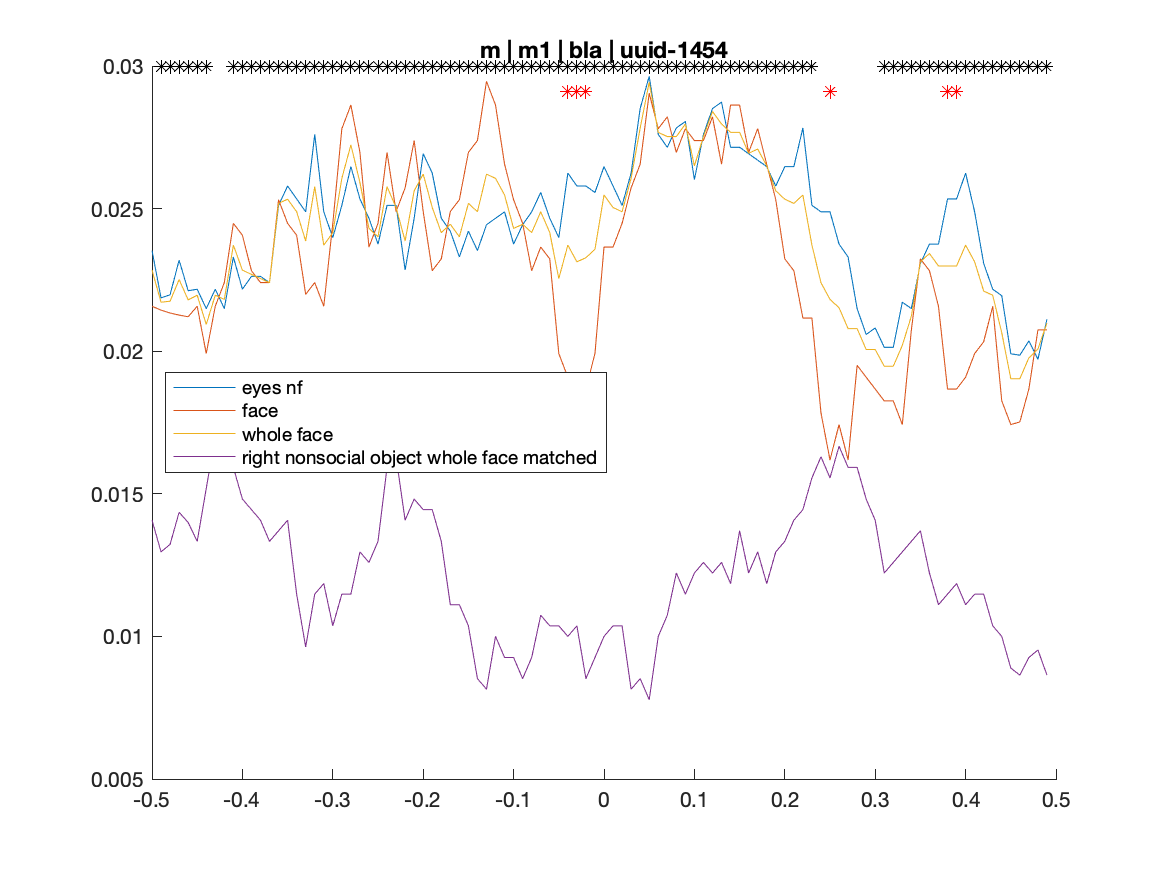 m | m1 | bla | uuid-1454
0.03
0.025
0.02
0.015
0.01
0.005
eyes nf
face
whole face
right nonsocial object whole face matched
-0.5 -0.4 -0.3 -0.2 -0.1 0 0.1 0.2 0.3 0.4 0.5